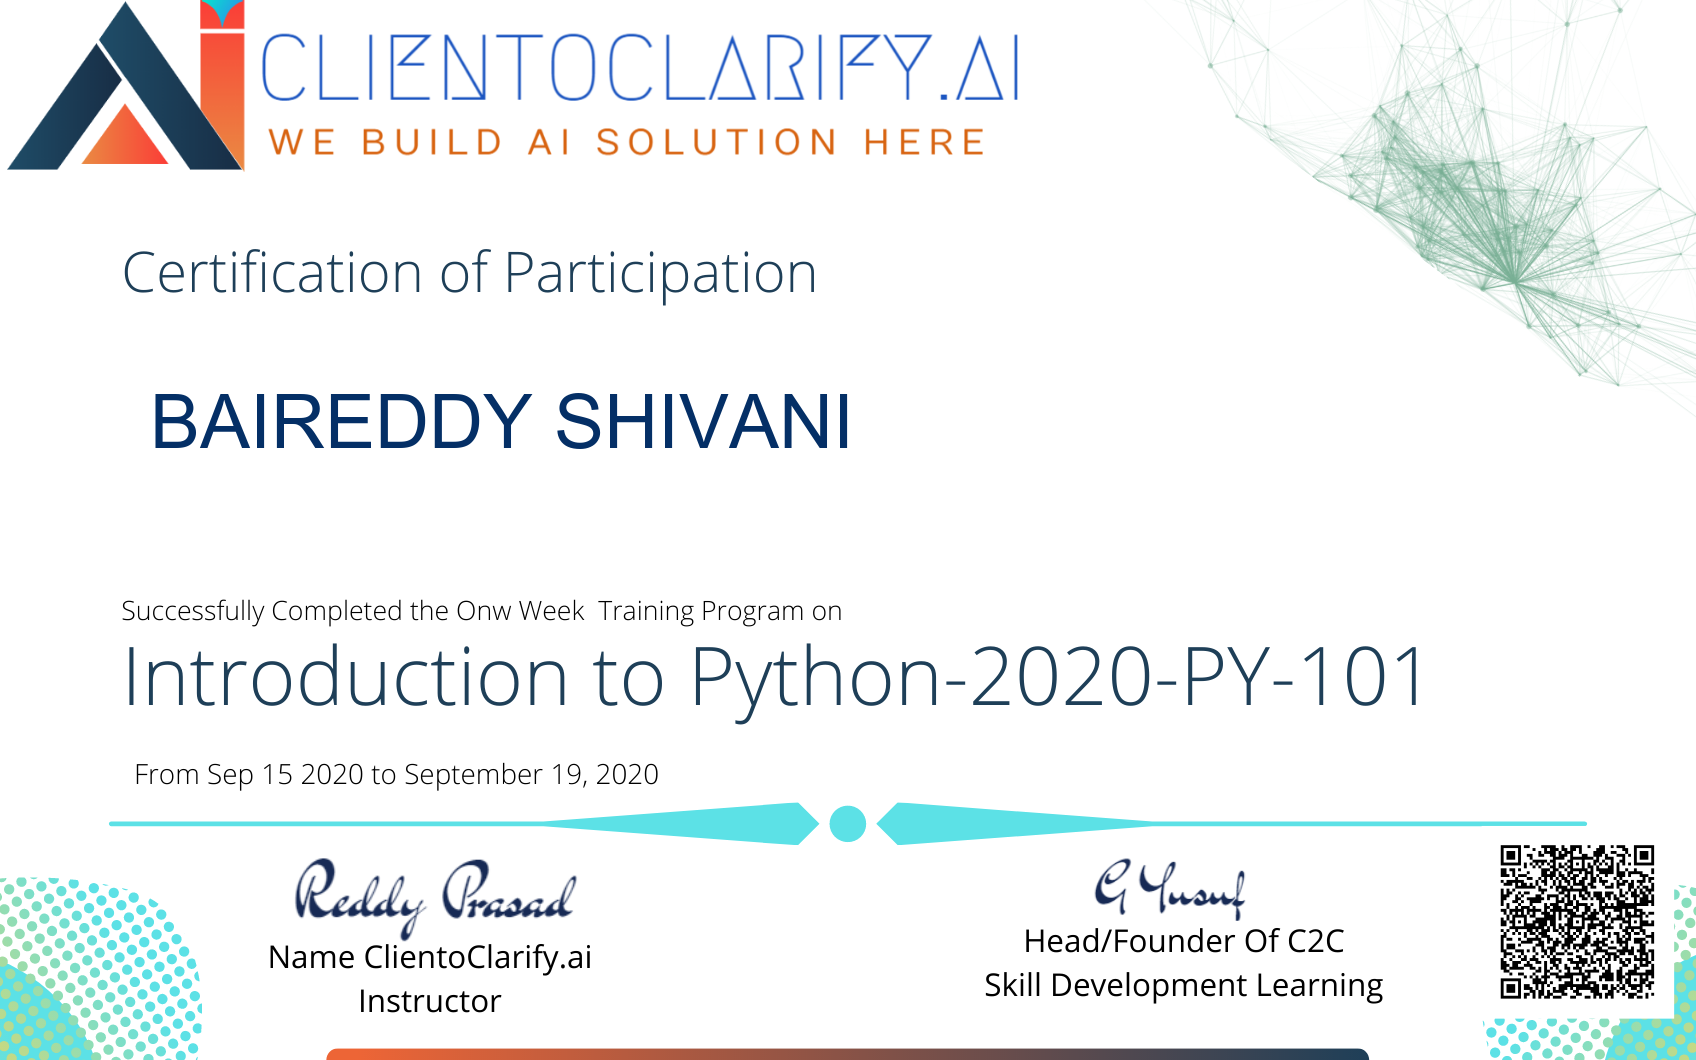 CLIENTOCLARIFY.AI
WE BUILD AI SOLUTION HERE
Certification of Participation
BAIREDDY SHIVANI
Successfully Completed the Onw Week Training Program on
Introduction to Python-2020-PY-101
From Sep 15 2020 to September 19, 2020
Reddy Prasad
Name ClientoClarify.ai
Instructor
G Yusuf
Head/Founder Of C2C
Skill Development Learning